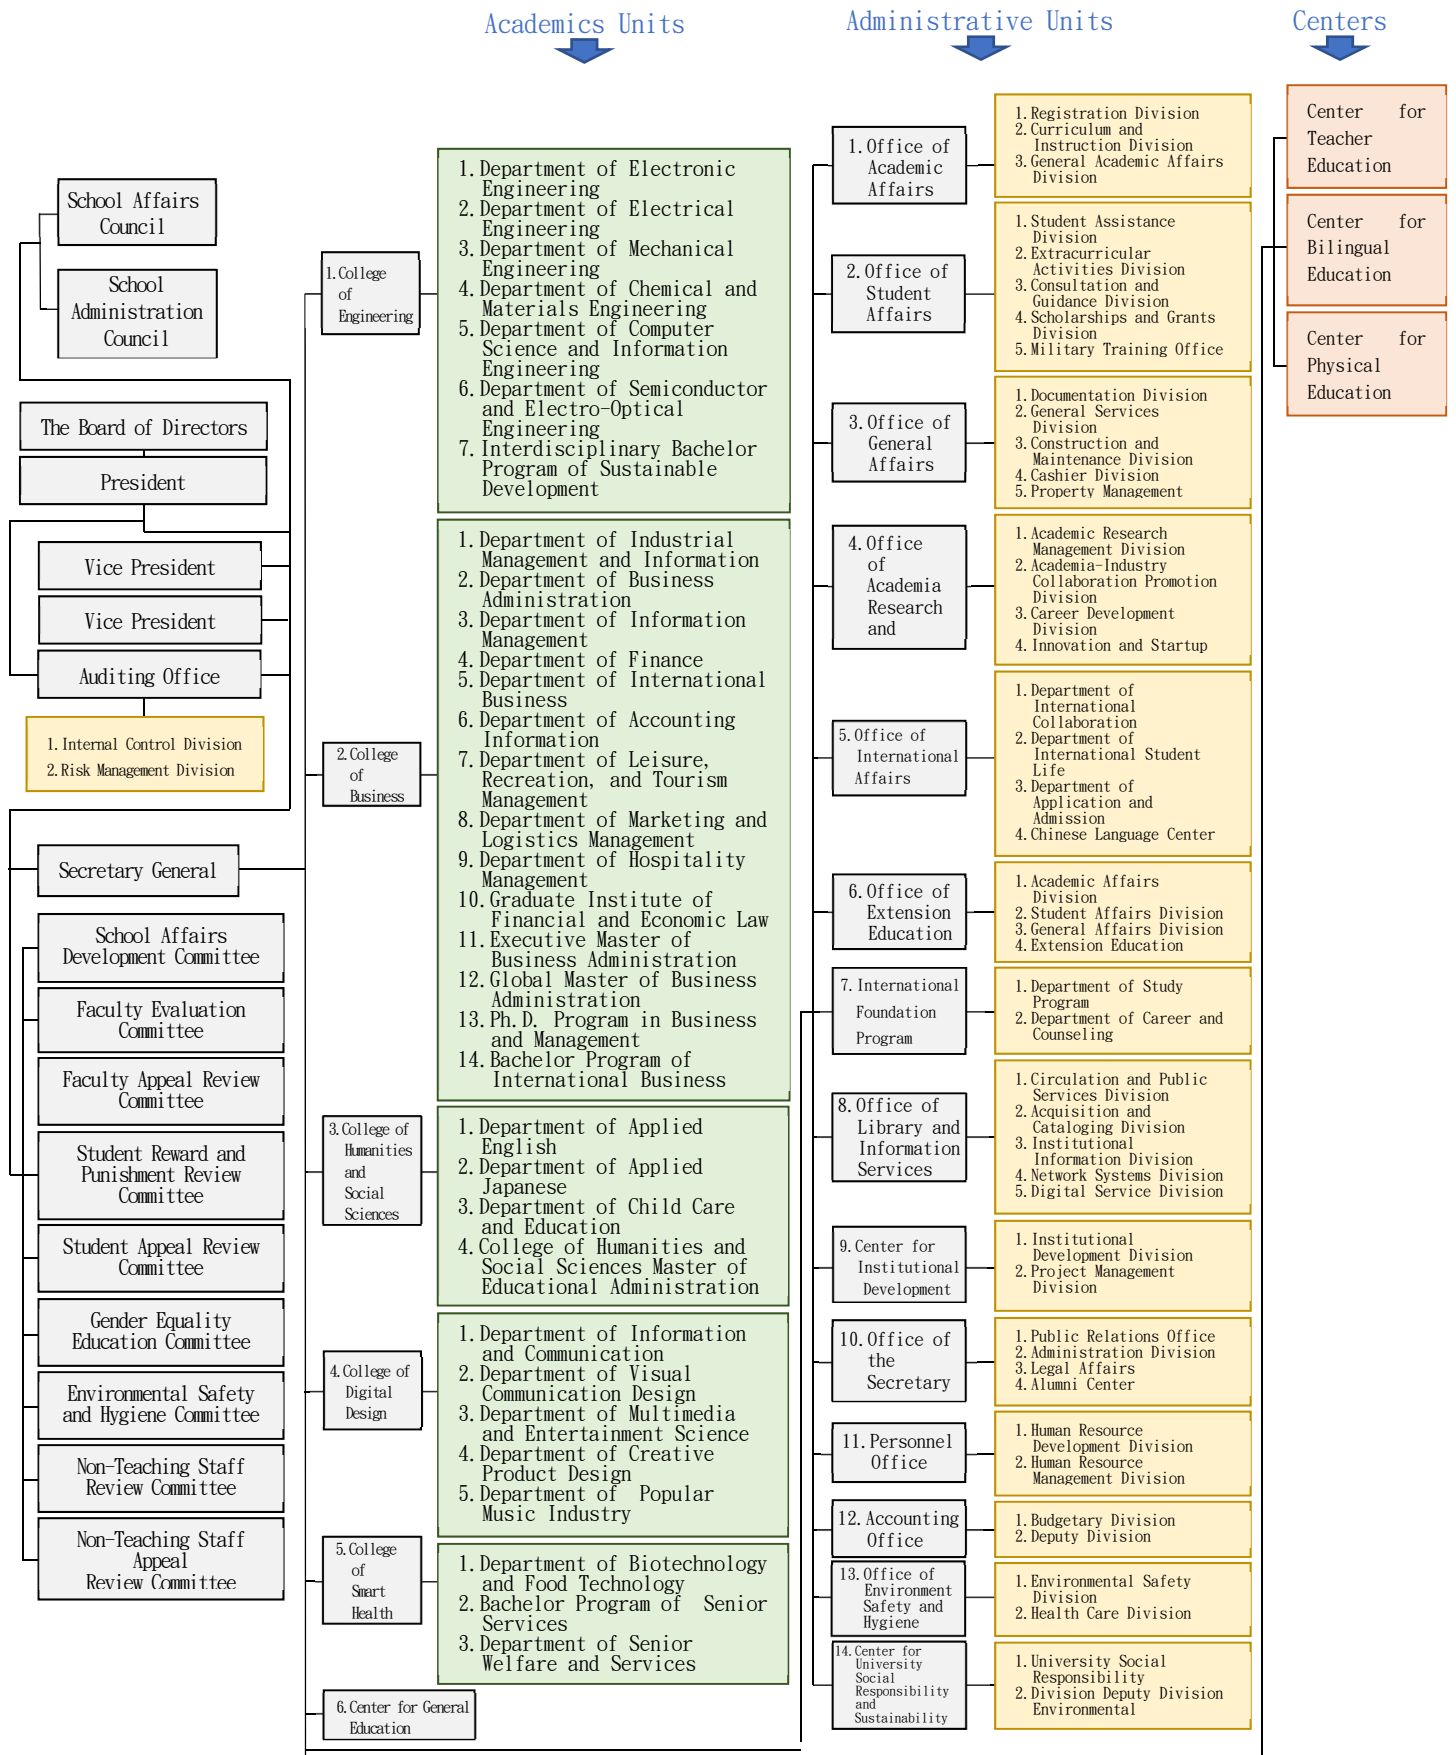 Academics Units
Administrative Units
Centers
School Affairs
Council
School
Administration
Council
The Board of Directors
President
Vice President
Vice President
Auditing Office
1.Internal Control Division
2.Risk Management Division
Secretary General
School Affairs
Development Committee
Faculty Evaluation
Committee
Faculty Appeal Review
Committee
Student Reward and
Punishment Review
Committee
Student Appeal Review
Committee
Gender Equality
Education Committee
Environmental Safety
and Hygiene Committee
Non-Teaching Staff
Review Committee
Non-Teaching Staff
Appeal
Review Committee
1.College
of
Engineering
1.Department of Electronic
Engineering
2.Department of Electrical
Engineering
3.Department of Mechanical
Engineering
4.Department of Chemical and
Materials Engineering
5.Department of Computer
Science and Information
Engineering
6.Department of Semiconductor
and Electro-Optical
Engineering
7.Interdisciplinary Bachelor
Program of Sustainable
Development
2.College
of
Business
1.Department of Industrial
Management and Information
2.Department of Business
Administration
3.Department of Information
Management
4.Department of Finance
5.Department of International
Business
6.Department of Accounting
Information
7.Department of Leisure,
Recreation, and Tourism
Management
8.Department of Marketing and
Logistics Management
9.Department of Hospitality
Management
10.Graduate Institute of
Financial and Economic Law
11.Executive Master of
Business Administration
12.Global Master of Business
Administration
13.Ph.D. Program in Business
and Management
14.Bachelor Program of
International Business
3.College of
Humanities
and
Social
Sciences
1.Department of Applied
English
2.Department of Applied
Japanese
3.Department of Child Care
and Education
4.College of Humanities and
Social Sciences Master of
Educational Administration
4.College of
Digital
Design
1.Department of Information
and Communication
2.Department of Visual
Communication Design
3.Department of Multimedia
and Entertainment Science
4.Department of Creative
Product Design
5.Department of Popular
Music Industry
5.College
of
Smart
Health
1.Department of Biotechnology
and Food Technology
2.Bachelor Program of Senior
Services
3.Department of Senior
Welfare and Services
6.Center for General
Education
1.Office of
Academic
Affairs
1.Registration Division
2.Curriculum and
Instruction Division
3.General Academic Affairs
Division
2.Office of
Student
Affairs
1.Student Assistance
Division
2.Extracurricular
Activities Division
3.Consultation and
Guidance Division
4.Scholarships and Grants
Division
5.Military Training Office
3.Office of
General
Affairs
1.Documentation Division
2.General Services
Division
3.Construction and
Maintenance Division
4.Cashier Division
5.Property Management
4.Office
of
Academia
Research
and
1.Academic Research
Management Division
2.Academia-Industry
Collaboration Promotion
Division
3.Career Development
Division
4.Innovation and Startup
5.Office of
International
Affairs
1.Department of
International
Collaboration
2.Department of
International Student
Life
3.Department of
Application and
Admission
4.Chinese Language Center
6.Office of
Extension
Education
1.Academic Affairs
Division
2.Student Affairs Division
3.General Affairs Division
4.Extension Education
7.International
Foundation
Program
1.Department of Study
Program
2.Department of Career and
Counseling
8.Office of
Library and
Information
Services
1.Circulation and Public
Services Division
2.Acquisition and
Cataloging Division
3.Institutional
Information Division
4.Network Systems Division
5.Digital Service Division
9.Center for
Institutional
Development
1.Institutional
Development Division
2.Project Management
Division
10.Office of
the
Secretary
1.Public Relations Office
2.Administration Division
3.Legal Affairs
4.Alumni Center
11.Personnel
Office
1.Human Resource
Development Division
2.Human Resource
Management Division
12.Accounting
Office
1.Budgetary Division
2.Deputy Division
13.Office of
Environment
Safety and
Hygiene
1.Environmental Safety
Division
2.Health Care Division
14.Center for
University
Social
Responsibility
and
Sustainability
1.University Social
Responsibility
2.Division Deputy Division
Environmental
Center for
Teacher
Education
Center for
Bilingual
Education
Center for
Physical
Education